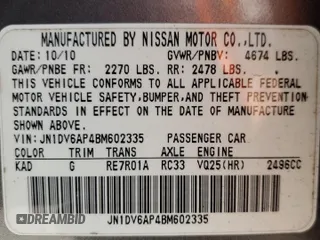 MANUFACTURED BY NISSAN MOTOR CO.,LTD.
DATE: 10/10 GVWR/PNBV: 4674 LBS.
GAWR/PNBE FR: 2270 LBS. RR: 2478 LBS.
THIS VEHICLE CONFORMS TO ALL APPLICABLE FEDERAL
MOTOR VEHICLE SAFETY,BUMPER,AND THEFT PREVENTION
STANDARDS IN EFFECT ON THE DATE OF MANUFACTURE
SHOWN ABOVE.
VIN: JN1DV6AP4BM602335 PASSENGER CAR
COLOR TRIM TRANS. AXLE ENGINE
KAD G RE7R01A RC33 VQ25(HR) 2496CC
JN1DV6AP4BM602335
DREAMBID